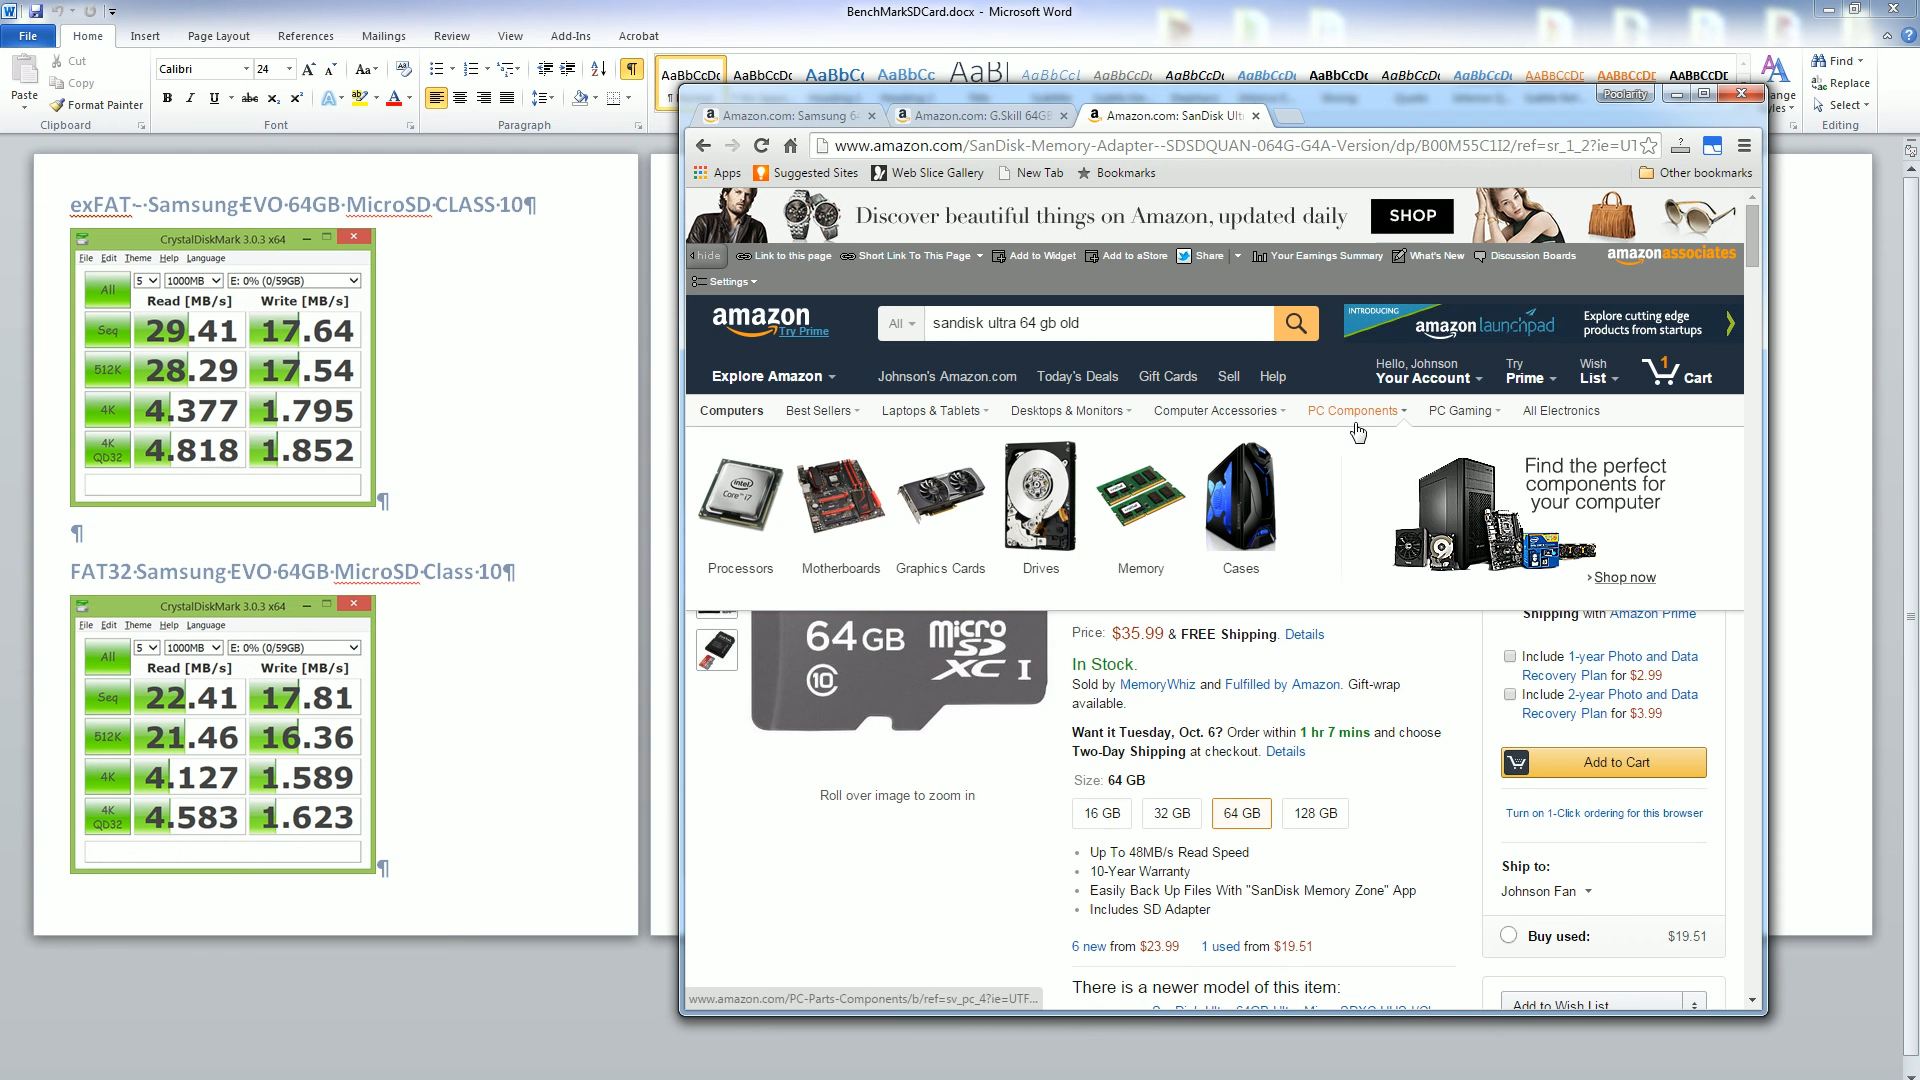 BenchMarkSDCard.docx - Microsoft Word
File Home Insert Page Layout References Mailings Review View Add-Ins Acrobat
Paste
Cut
Copy
Format Painter
Clipboard
Calibri 24
Font
Paragraph
AaBbCcDc AaBbCcDc AaBbCc AaBbCc AaB AaBbCcI AaBbCcDc AaBbCcDc AaBbCcDc AaBbCcDc AaBbCcDc AaBbCcDc AABBCCDC AABBCCDC AaBbCcDc
Find
Replace
Select
Editing
exFAT - Samsung EVO 64GB MicroSD CLASS 10¶
CrystalDiskMark 3.0.3 x64
File Edit Theme Help Language
All 5 1000MB E: 0% (0/59GB)
Read [MB/s] Write [MB/s]
Seq 29.41 17.64
512K 28.29 17.54
4K 4.377 1.795
4K QD32 4.818 1.852
¶
¶
FAT32 Samsung EVO 64GB MicroSD Class 10¶
CrystalDiskMark 3.0.3 x64
File Edit Theme Help Language
All 5 1000MB E: 0% (0/59GB)
Read [MB/s] Write [MB/s]
Seq 22.41 17.81
512K 21.46 16.36
4K 4.127 1.589
4K QD32 4.583 1.623
¶
Poolarity
Amazon.com: Samsung 64
Amazon.com: G.Skill 64GB
Amazon.com: SanDisk Ult
www.amazon.com/SanDisk-Memory-Adapter--SDSDQUAN-064G-G4A-Version/dp/B00M55C1I2/ref=sr_1_2?ie=UT
Apps Suggested Sites Web Slice Gallery New Tab Bookmarks Other bookmarks
Discover beautiful things on Amazon, updated daily SHOP
hide Link to this page Short Link To This Page Add to Widget Add to aStore Share Your Earnings Summary What's New Discussion Boards amazonassociates
Settings
amazon
Try Prime
All sandisk ultra 64 gb old
INTRODUCING
amazon launchpad
Explore cutting edge
products from startups
Explore Amazon Johnson's Amazon.com Today's Deals Gift Cards Sell Help
Hello, Johnson
Your Account
Try
Prime
Wish
List
1
Cart
Computers Best Sellers Laptops & Tablets Desktops & Monitors Computer Accessories PC Components PC Gaming All Electronics
Processors Motherboards Graphics Cards Drives Memory Cases
Find the perfect
components for
your computer
Shop now
64GB micro SD XC I
10
Roll over image to zoom in
Price: $35.99 & FREE Shipping. Details
In Stock.
Sold by MemoryWhiz and Fulfilled by Amazon. Gift-wrap
available.
Want it Tuesday, Oct. 6? Order within 1 hr 7 mins and choose
Two-Day Shipping at checkout. Details
Size: 64 GB
16 GB 32 GB 64 GB 128 GB
Up To 48MB/s Read Speed
10-Year Warranty
Easily Back Up Files With "SanDisk Memory Zone" App
Includes SD Adapter
6 new from $23.99 1 used from $19.51
There is a newer model of this item:
Shipping with Amazon Prime
Include 1-year Photo and Data
Recovery Plan for $2.99
Include 2-year Photo and Data
Recovery Plan for $3.99
Add to Cart
Turn on 1-Click ordering for this browser
Ship to:
Johnson Fan
Buy used: $19.51
Add to Wish List
www.amazon.com/PC-Parts-Components/b/ref=sv_pc_4?ie=UTF...